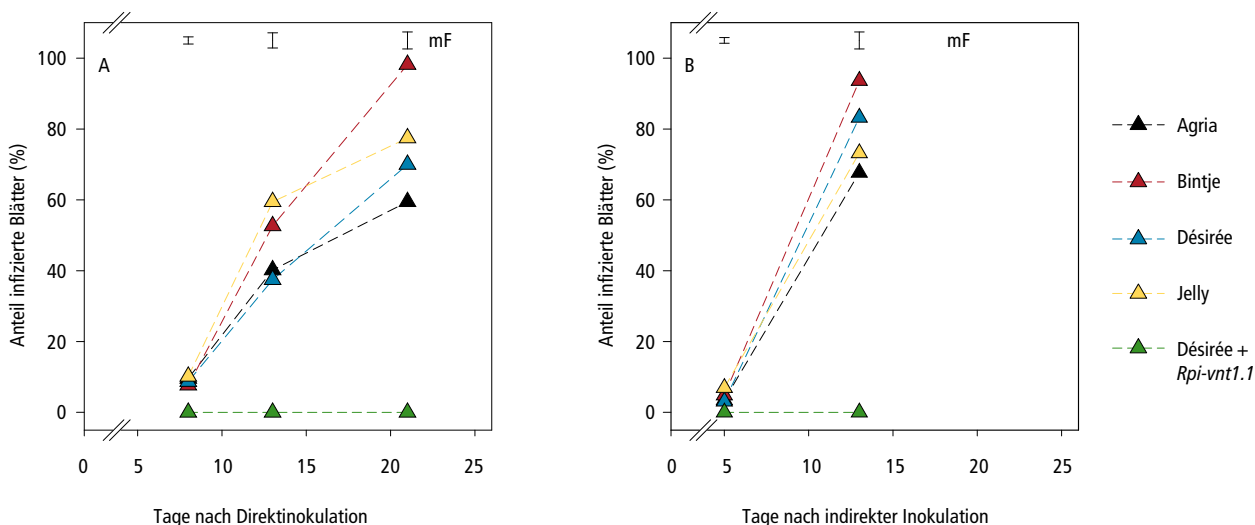 A
mF
100
80
60
40
20
0
Anteil infizierte Blätter (%)
0 5 10 15 20 25
Tage nach Direktinokulation
B
mF
100
80
60
40
20
0
Anteil infizierte Blätter (%)
0 5 10 15 20 25
Tage nach indirekter Inokulation
Agria
Bintje
Désirée
Jelly
Désirée +
Rpi-vnt1.1